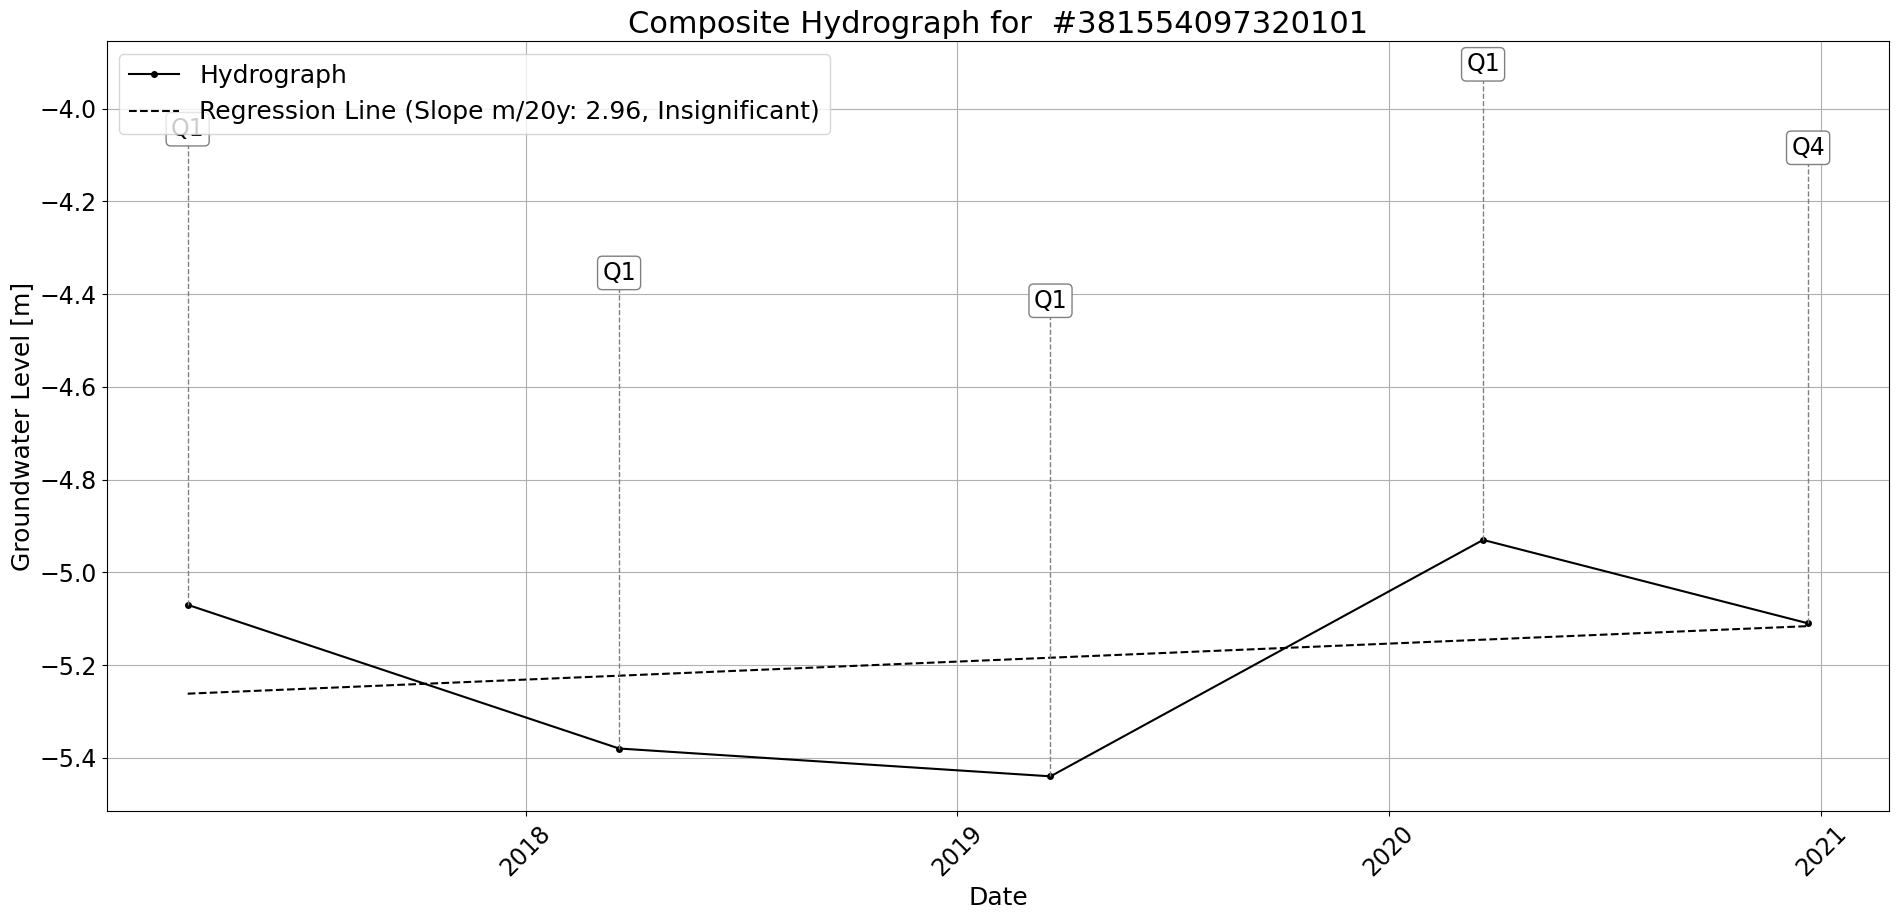 Composite Hydrograph for  #381554097320101
Hydrograph
Regression Line (Slope m/20y: 2.96, Insignificant)
Q1
Q1
Q1
Q1
Q4
Groundwater Level [m]
−4.0
−4.2
−4.4
−4.6
−4.8
−5.0
−5.2
−5.4
2018
2019
2020
2021
Date